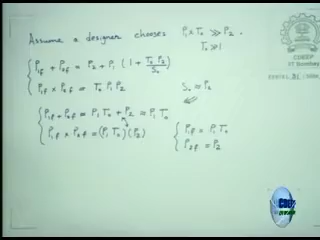 Assume a designer chooses P₁ × T₀ >> P₂
T₀ >> 1
P₁f + P₂f = P₂ + P₁ (1 + T₀ P₂ / S₀)
P₁f × P₂f = T₀ P₁ P₂
S₀ = P₂
P₁f + P₂f = P₁ T₀ + P₂ ≈ P₁ T₀
P₁f × P₂f = (P₁ T₀)(P₂)
P₁f ≈ P₁ T₀
P₂f ≈ P₂
CDEEP
IIT Bombay
CDEEP